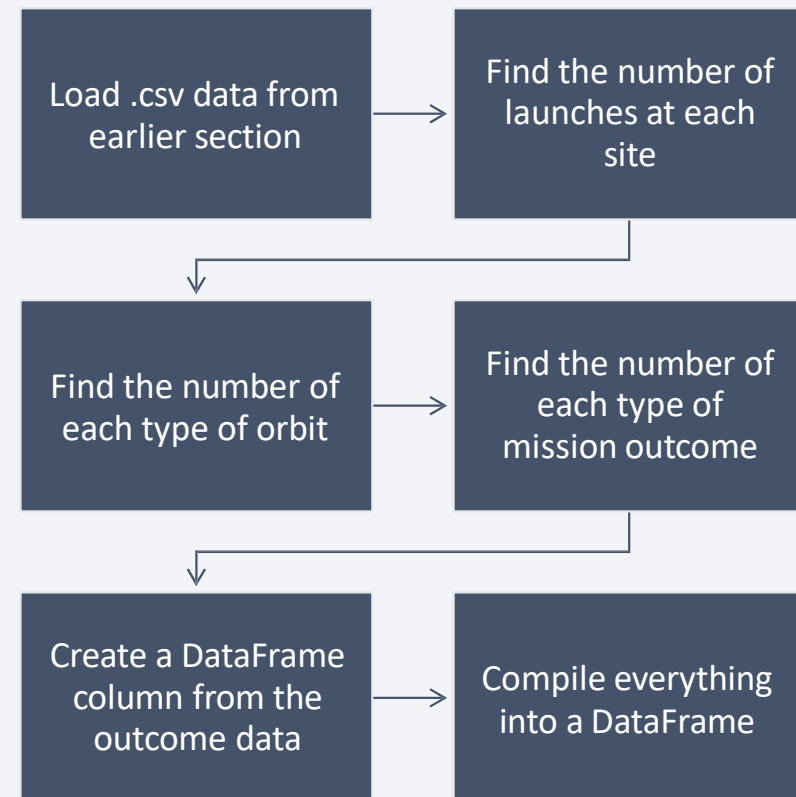 Load .csv data from
earlier section
Find the number of
launches at each
site
Find the number of
each type of orbit
Find the number of
each type of
mission outcome
Create a DataFrame
column from the
outcome data
Compile everything
into a DataFrame